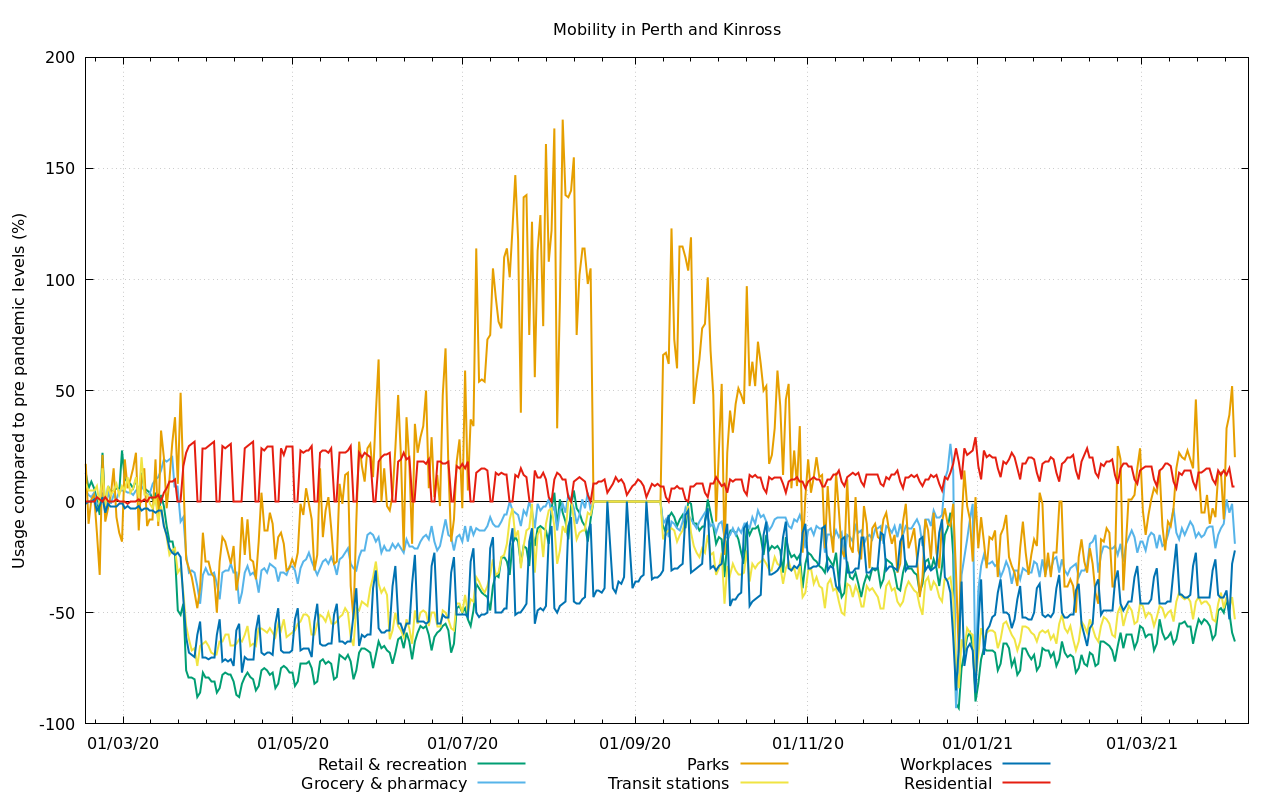 Mobility in Perth and Kinross
Usage compared to pre pandemic levels (%)
200
150
100
50
0
-50
-100
01/03/20 01/05/20 01/07/20 01/09/20 01/11/20 01/01/21 01/03/21
Retail & recreation Parks Workplaces
Grocery & pharmacy Transit stations Residential